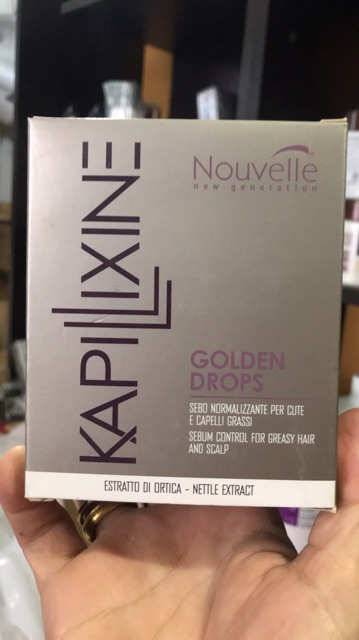 KAPILLIXINE
Nouvelle
new generation
GOLDEN
DROPS
SEBO NORMALIZZANTE PER CUTE
E CAPELLI GRASSI
SEBUM CONTROL FOR GREASY HAIR
AND SCALP
ESTRATTO DI ORTICA - NETTLE EXTRACT